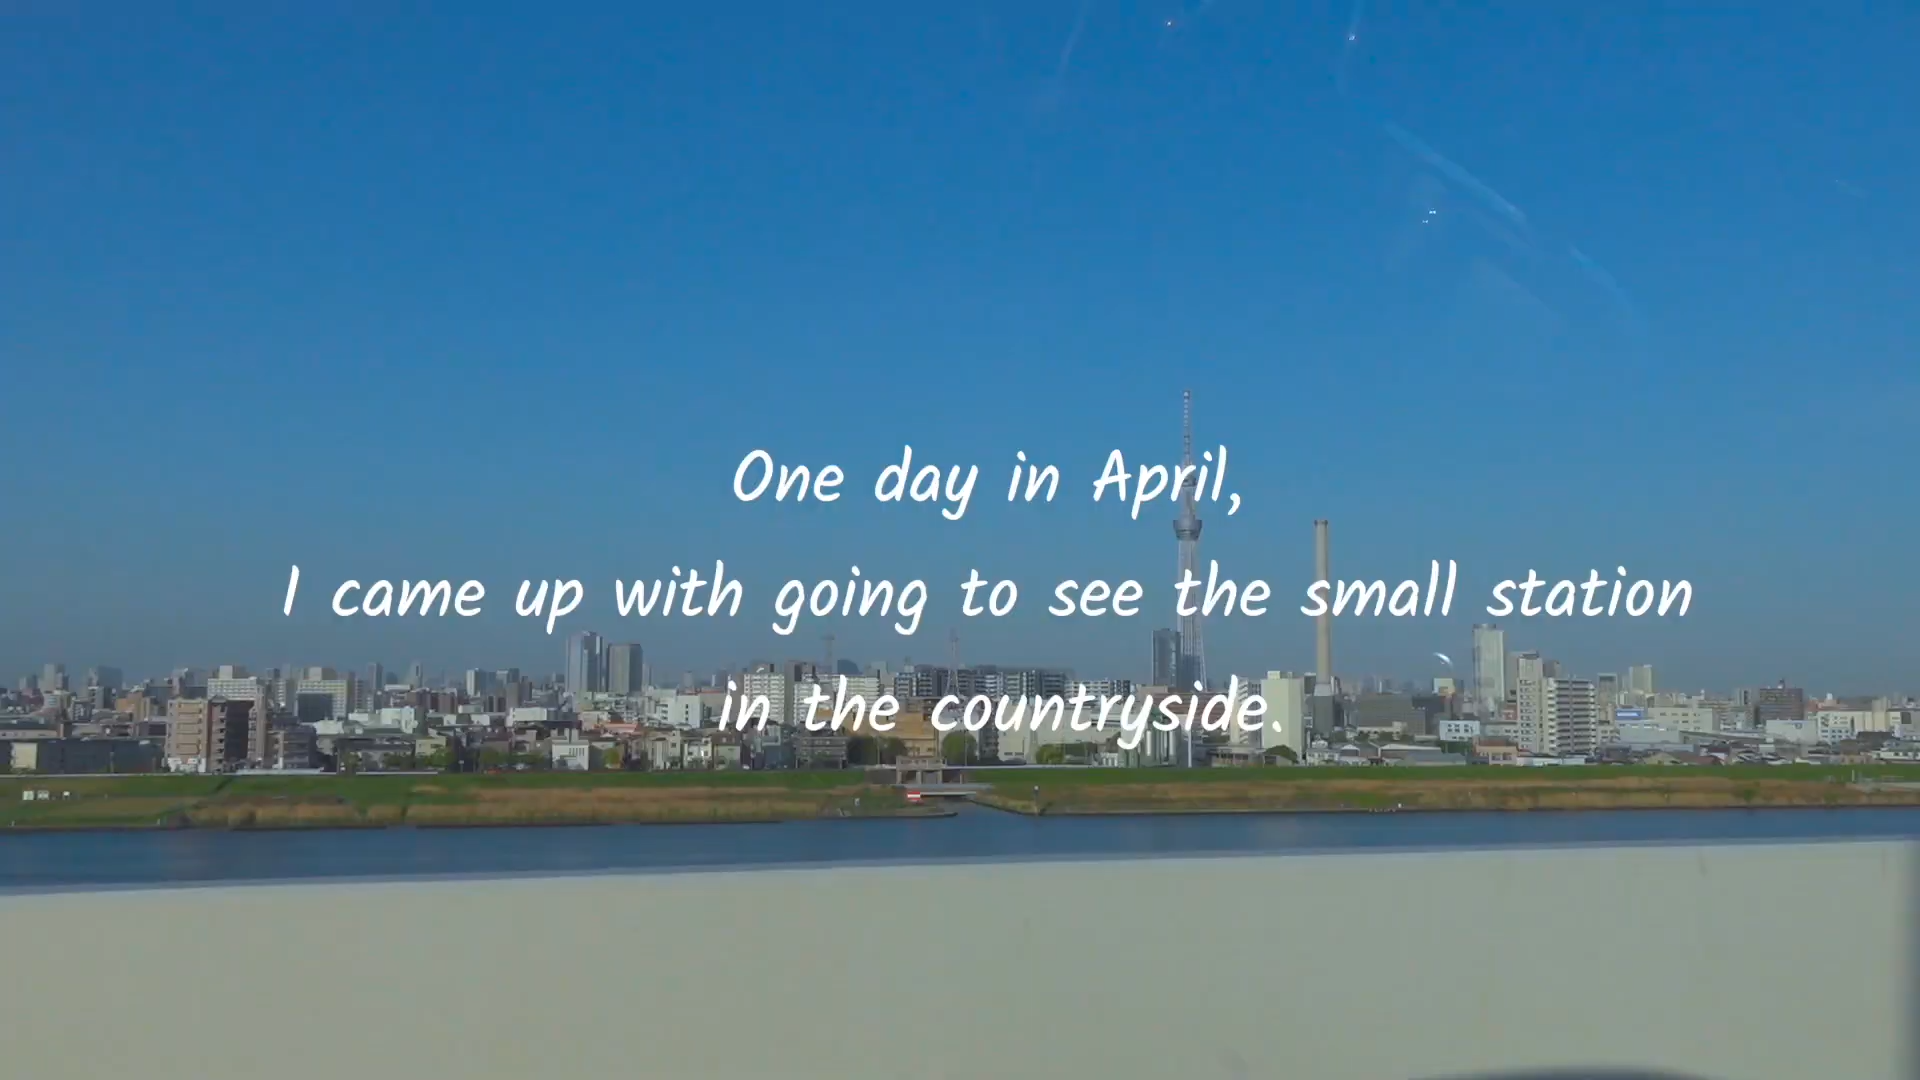 One day in April,
I came up with going to see the small station
in the countryside.